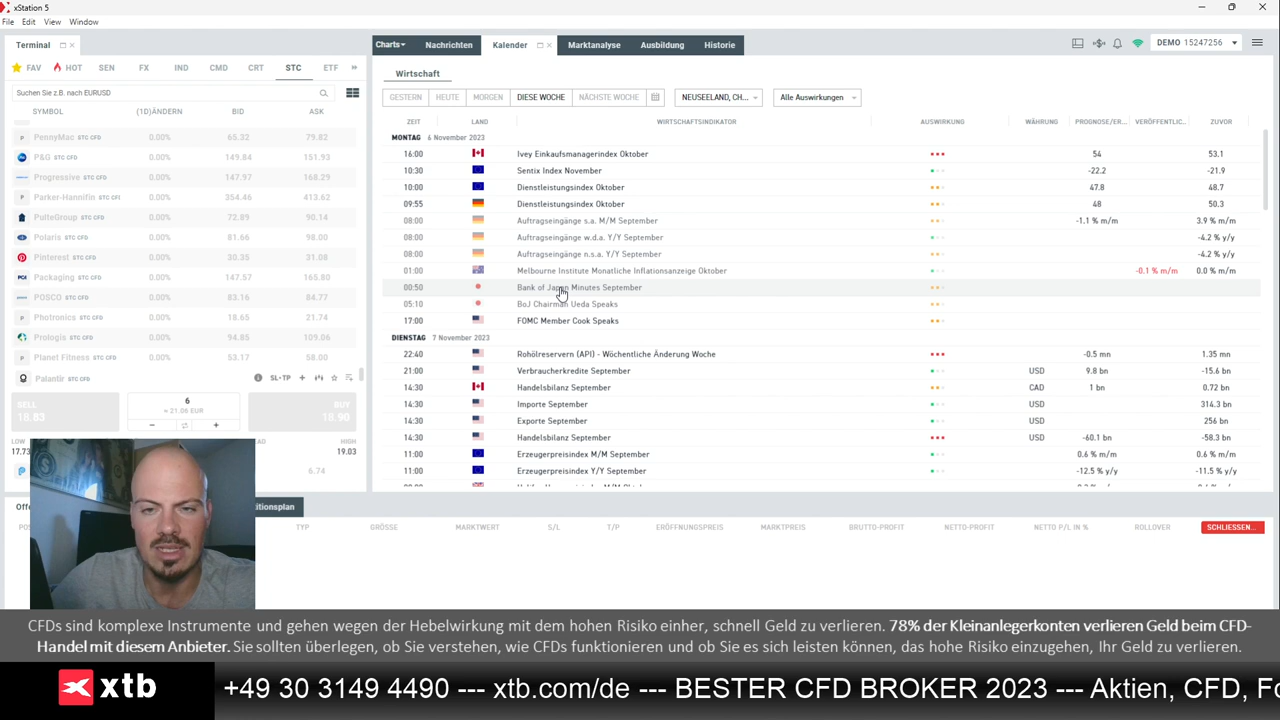 xStation 5
File Edit View Window
Terminal
FAV HOT SEN FX IND CMD CRT STC ETF
Suchen Sie z.B. nach EURUSD
SYMBOL (1D)ÄNDERN BID ASK
P PennyMac STC CFD 0.00% 65.32 79.82
P&G STC CFD 0.00% 149.84 151.93
Progressive STC CFD 0.00% 147.97 168.29
P Parker-Hannifin STC CFI 0.00% 354.46 413.62
PulteGroup STC CFD 0.00% 72.89 90.14
Polaris STC CFD 0.00% 81.66 98.00
Pinterest STC CFD 0.00% 30.35 31.08
PCA Packaging STC CFD 0.00% 147.57 165.80
POSCO STC CFD 0.00% 83.16 84.77
P Photronics STC CFD 0.00% 18.65 21.74
Prologis STC CFD 0.00% 94.85 109.06
Planet Fitness STC CFD 0.00% 53.17 58.00
Palantir STC CFD SL+TP
SELL 18.83
6
≈ 21.06 EUR
BUY 18.90
LOW 17.73
HIGH 19.03
6.74
Charts Nachrichten Kalender Marktanalyse Ausbildung Historie
DEMO 15247256
Wirtschaft
GESTERN HEUTE MORGEN DIESE WOCHE NÄCHSTE WOCHE NEUSEELAND, CH... Alle Auswirkungen
ZEIT LAND WIRTSCHAFTSINDIKATOR AUSWIRKUNG WÄHRUNG PROGNOSE/ER... VERÖFFENTLIC... ZUVOR
MONTAG 6 November 2023
16:00 Ivey Einkaufsmanagerindex Oktober 54 53.1
10:30 Sentix Index November -22.2 -21.9
10:00 Dienstleistungsindex Oktober 47.8 48.7
09:55 Dienstleistungsindex Oktober 48 50.3
08:00 Auftragseingänge s.a. M/M September -1.1 % m/m 3.9 % m/m
08:00 Auftragseingänge w.d.a. Y/Y September -4.2 % y/y
08:00 Auftragseingänge n.s.a. Y/Y September -4.2 % y/y
01:00 Melbourne Institute Monatliche Inflationsanzeige Oktober -0.1 % m/m 0.0 % m/m
00:50 Bank of Japan Minutes September
05:10 BoJ Chairman Ueda Speaks
17:00 FOMC Member Cook Speaks
DIENSTAG 7 November 2023
22:40 Rohölreservern (API) - Wöchentliche Änderung Woche -0.5 mn 1.35 mn
21:00 Verbraucherkredite September USD 9.8 bn -15.6 bn
14:30 Handelsbilanz September CAD 1 bn 0.72 bn
14:30 Importe September USD 314.3 bn
14:30 Exporte September USD 256 bn
14:30 Handelsbilanz September USD -60.1 bn -58.3 bn
11:00 Erzeugerpreisindex M/M September 0.6 % m/m 0.6 % m/m
11:00 Erzeugerpreisindex Y/Y September -12.5 % y/y -11.5 % y/y
TYP GRÖSSE MARKTWERT S/L T/P ERÖFFNUNGSPREIS MARKTPREIS BRUTTO-PROFIT NETTO-PROFIT NETTO P/L IN % ROLLOVER SCHLIESSEN...
CFDs sind komplexe Instrumente und gehen wegen der Hebelwirkung mit dem hohen Risiko einher, schnell Geld zu verlieren. 78% der Kleinanlegerkonten verlieren Geld beim CFD-
Handel mit diesem Anbieter. Sie sollten überlegen, ob Sie verstehen, wie CFDs funktionieren und ob Sie es sich leisten können, das hohe Risiko einzugehen, Ihr Geld zu verlieren.
xtb +49 30 3149 4490 --- xtb.com/de --- BESTER CFD BROKER 2023 --- Aktien, CFD, Fo